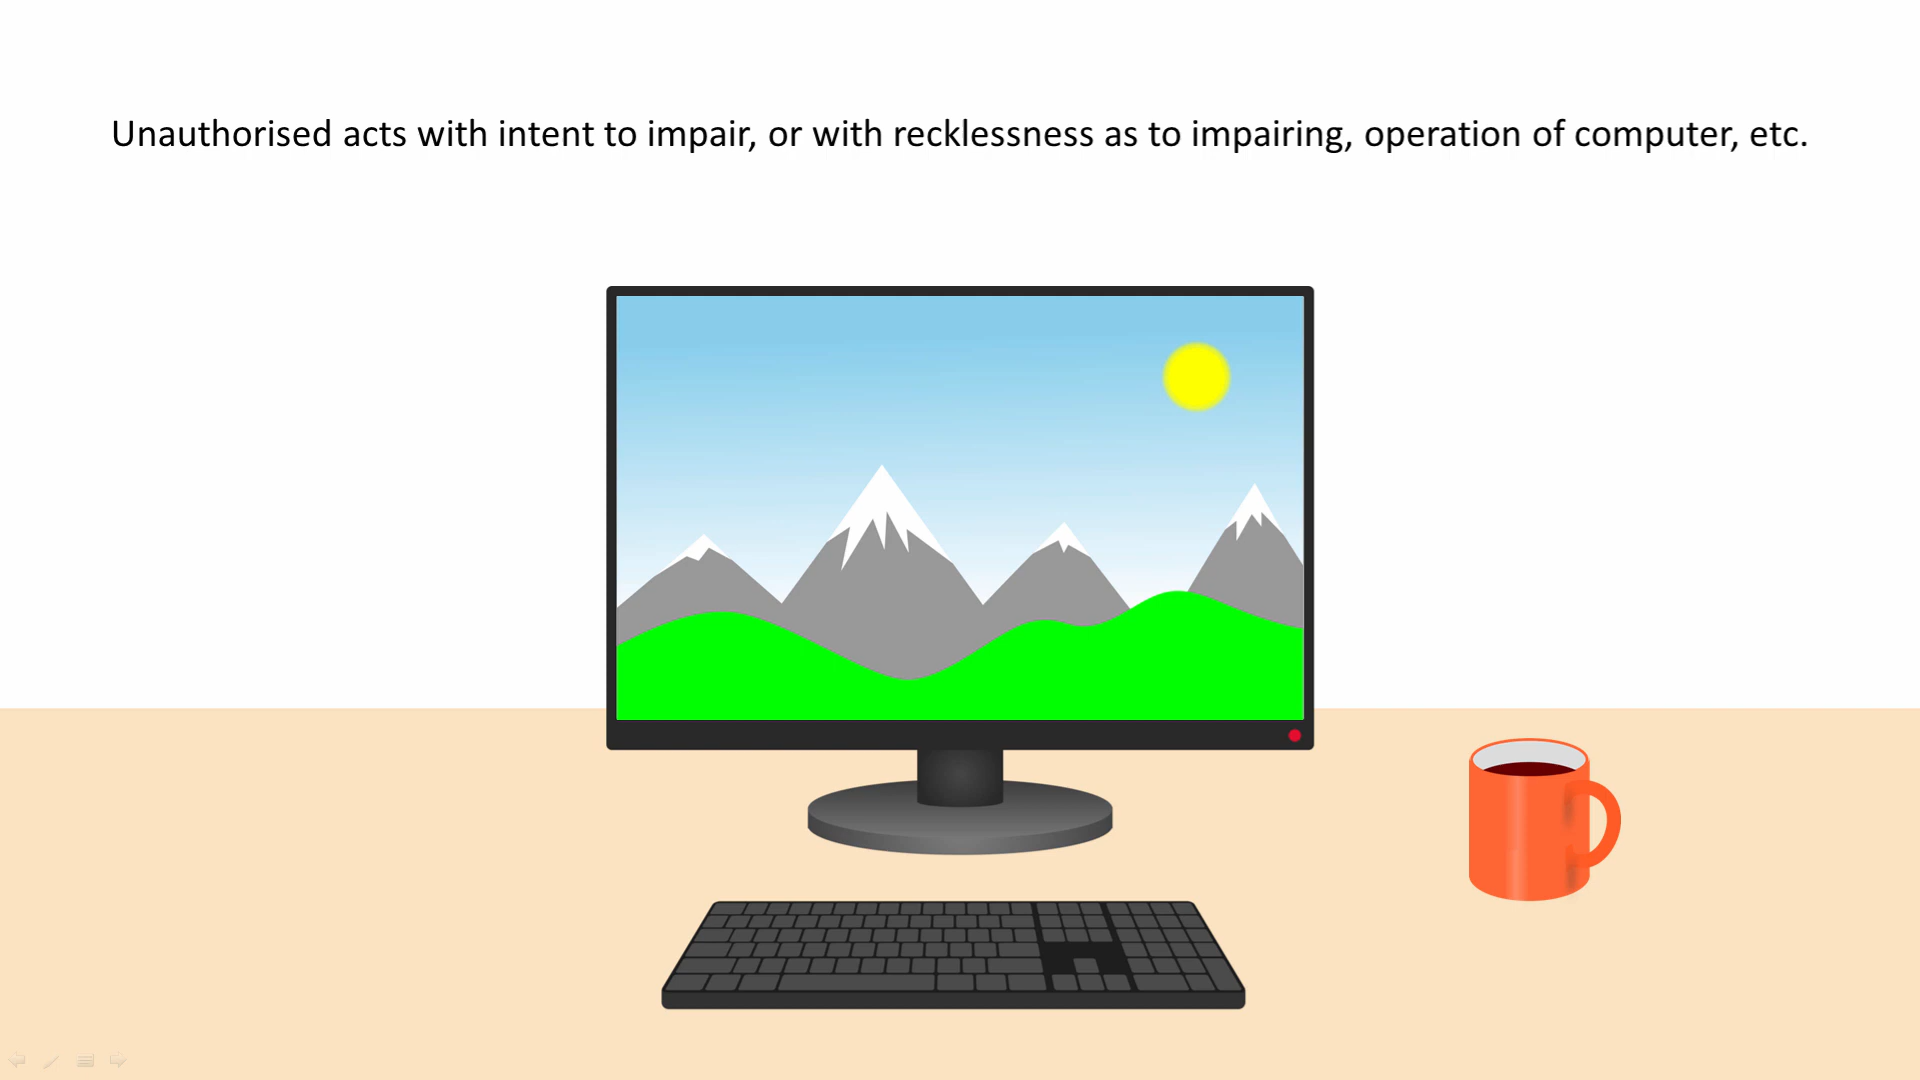 Unauthorised acts with intent to impair, or with recklessness as to impairing, operation of computer, etc.